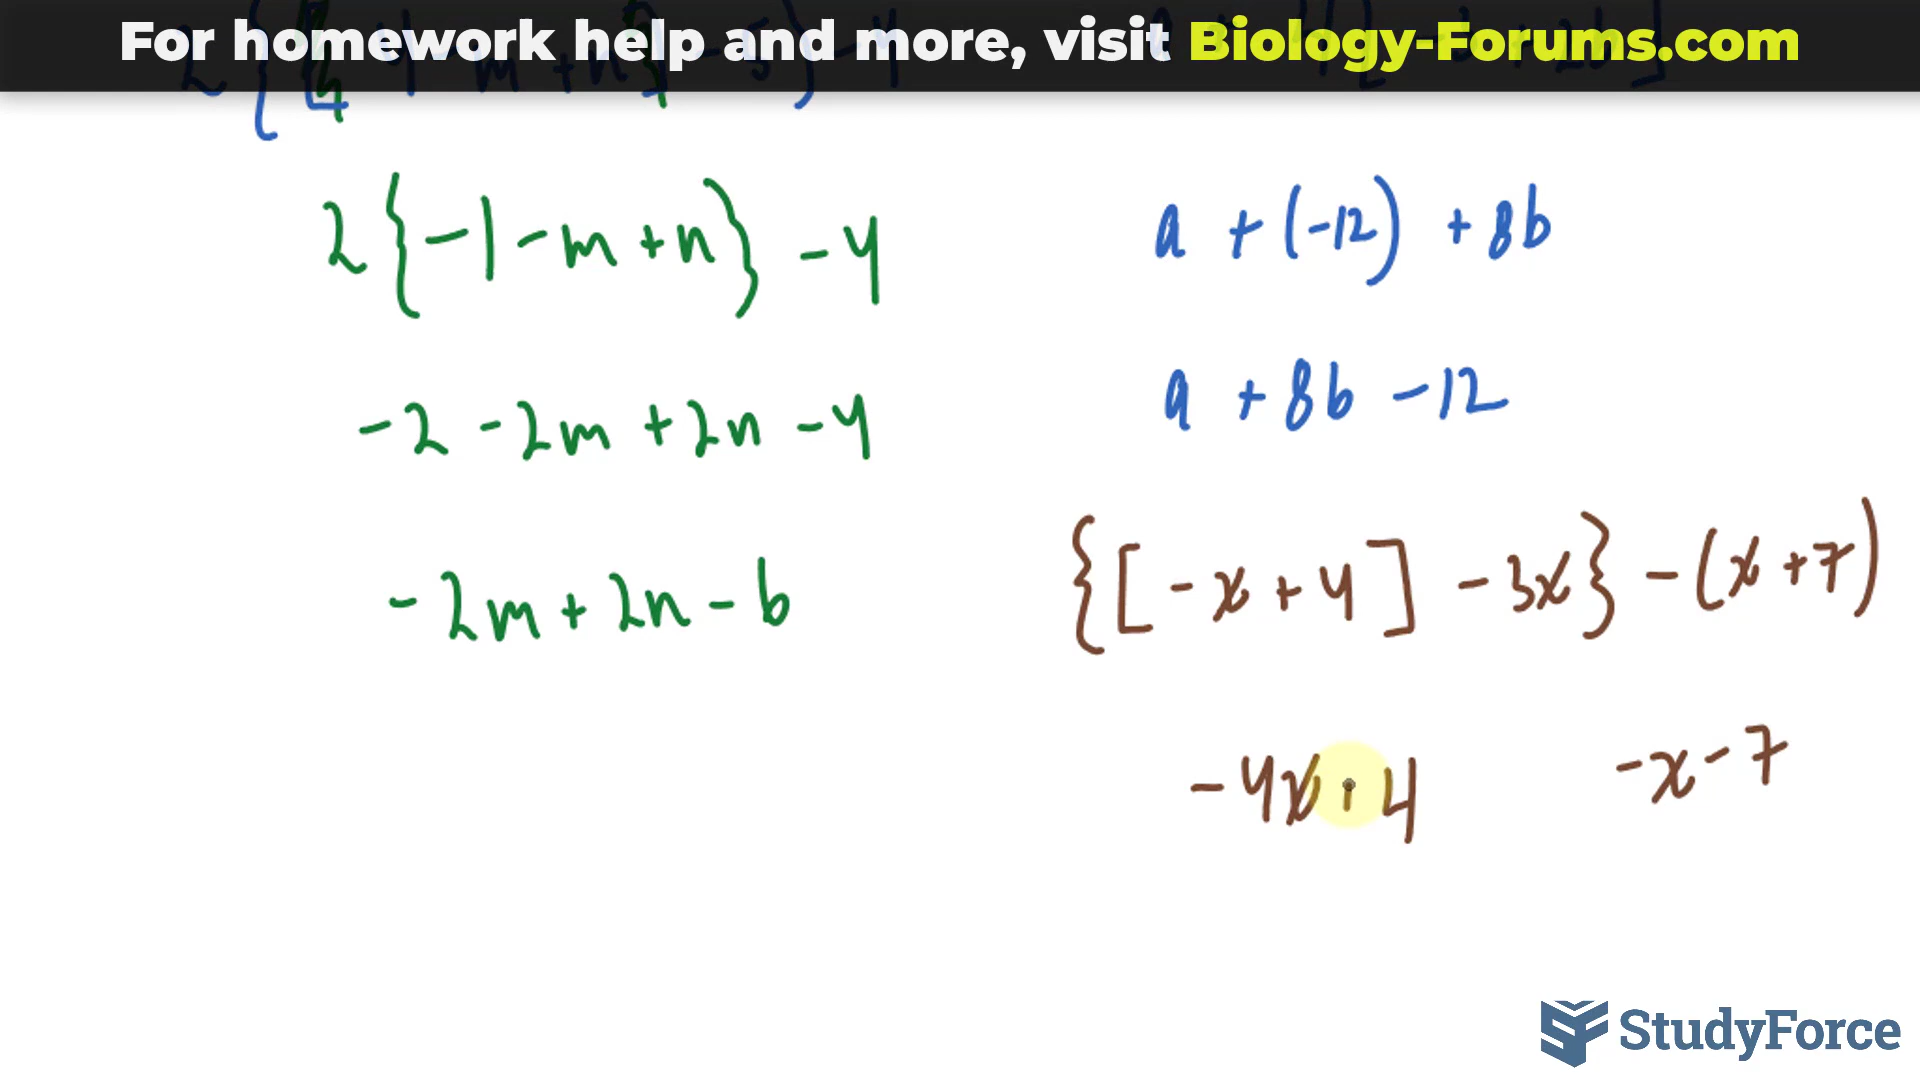 For homework help and more, visit Biology-Forums.com
2{-1-m+n}-4
-2-2m+2n-4
-2m+2n-6
a+(-12)+8b
a+8b-12
{[-x+4]-3x}-(x+7)
-4x+4 -x-7
StudyForce